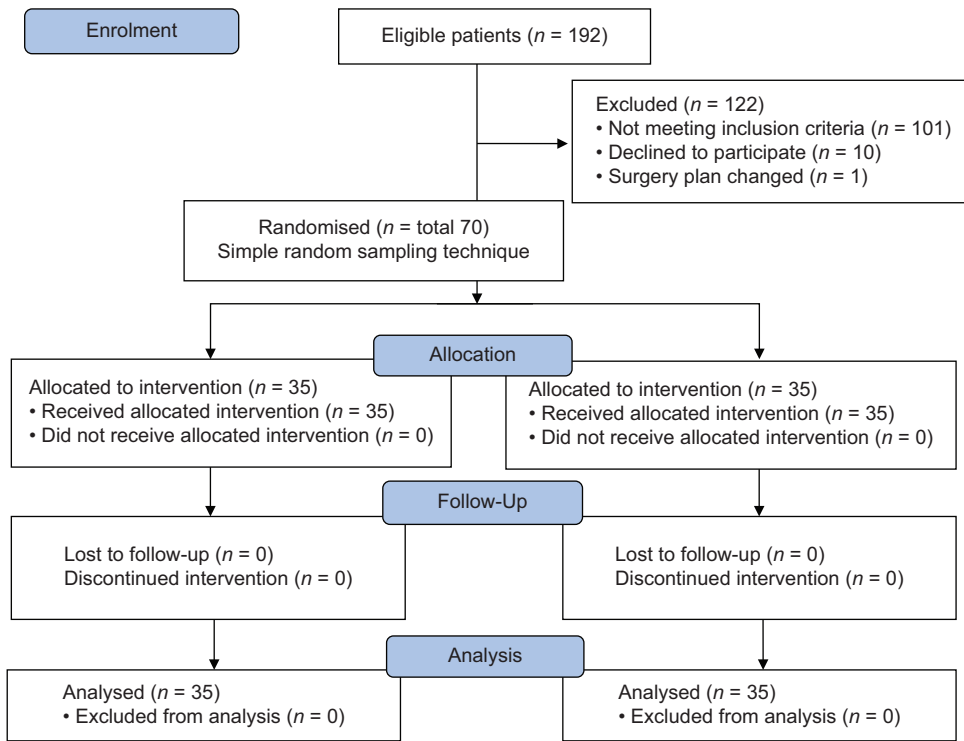 Enrolment
Eligible patients (n = 192)
Excluded (n = 122)
• Not meeting inclusion criteria (n = 101)
• Declined to participate (n = 10)
• Surgery plan changed (n = 1)
Randomised (n = total 70)
Simple random sampling technique
Allocation
Allocated to intervention (n = 35)
• Received allocated intervention (n = 35)
• Did not receive allocated intervention (n = 0)
Allocated to intervention (n = 35)
• Received allocated intervention (n = 35)
• Did not receive allocated intervention (n = 0)
Follow-Up
Lost to follow-up (n = 0)
Discontinued intervention (n = 0)
Lost to follow-up (n = 0)
Discontinued intervention (n = 0)
Analysis
Analysed (n = 35)
• Excluded from analysis (n = 0)
Analysed (n = 35)
• Excluded from analysis (n = 0)